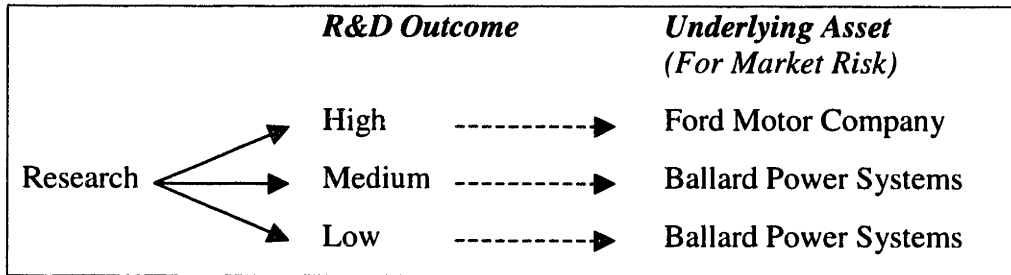 R&D Outcome Underlying Asset
(For Market Risk)
High Ford Motor Company
Research Medium Ballard Power Systems
Low Ballard Power Systems